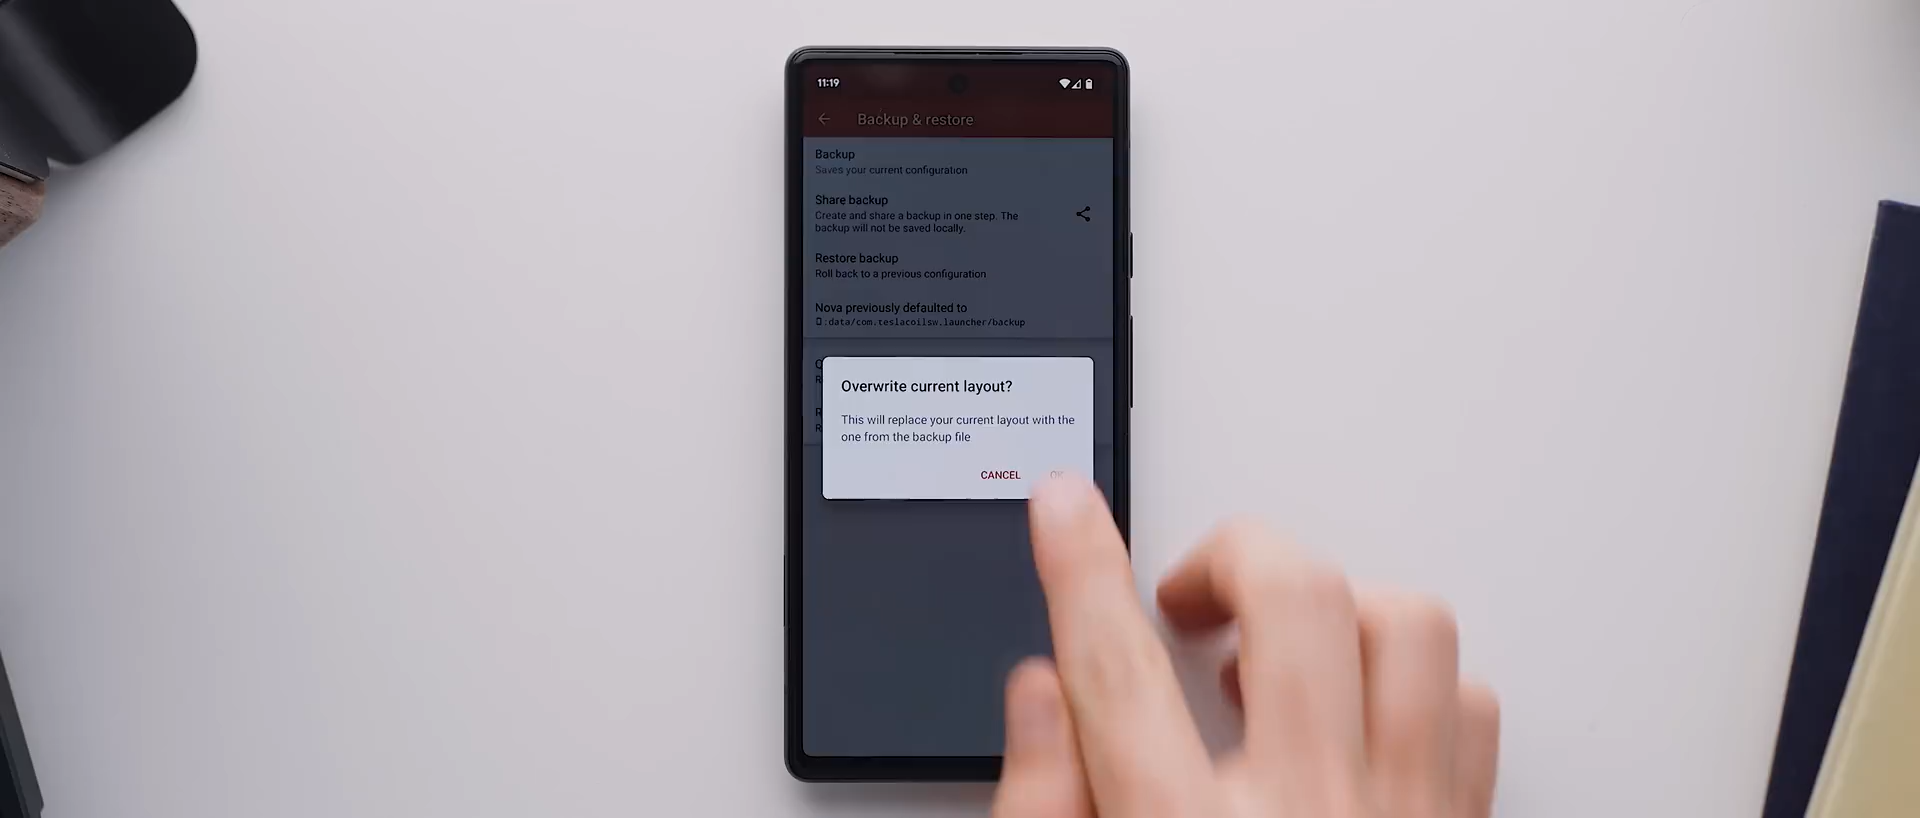 11:19
Backup & restore
Backup
Saves your current configuration
Share backup
Create and share a backup in one step. The
backup will not be saved locally.
Restore backup
Roll back to a previous configuration
Nova previously defaulted to
:data/com.teslacoilsw.launcher/backup
Overwrite current layout?
This will replace your current layout with the
one from the backup file
CANCEL OK